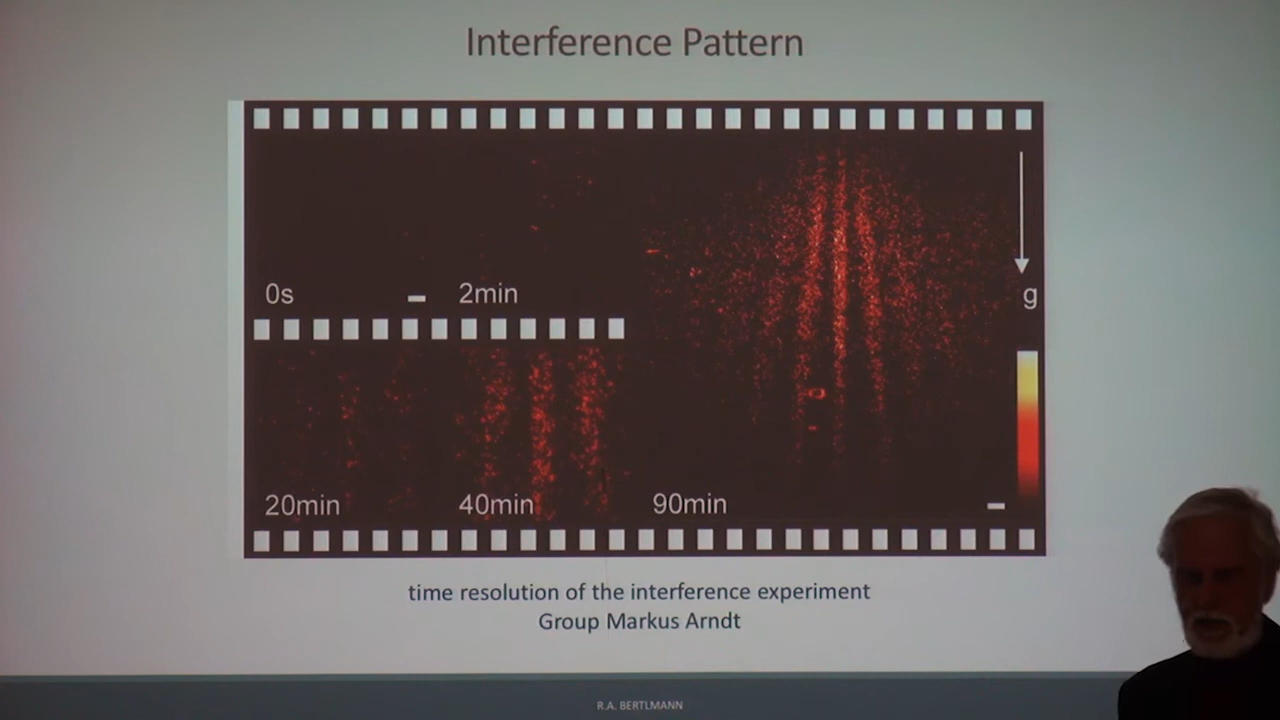 Interference Pattern
0s
2min
g
20min
40min
90min
time resolution of the interference experiment
Group Markus Arndt
R.A. BERTLMANN